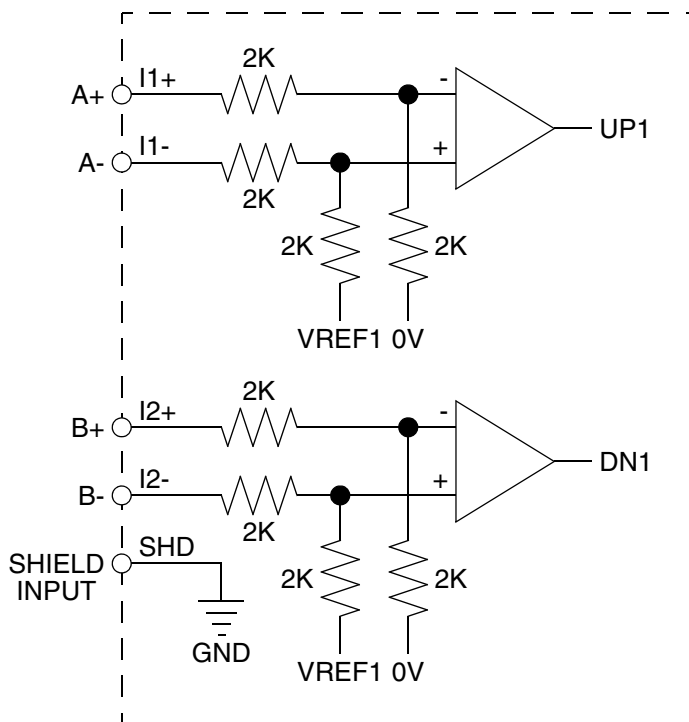 2K
A+ I1+ -
UP1
A- I1- +
2K
2K 2K
VREF1 0V
2K
B+ I2+ -
DN1
B- I2- +
2K
SHIELD INPUT SHD
2K 2K
GND
VREF1 0V